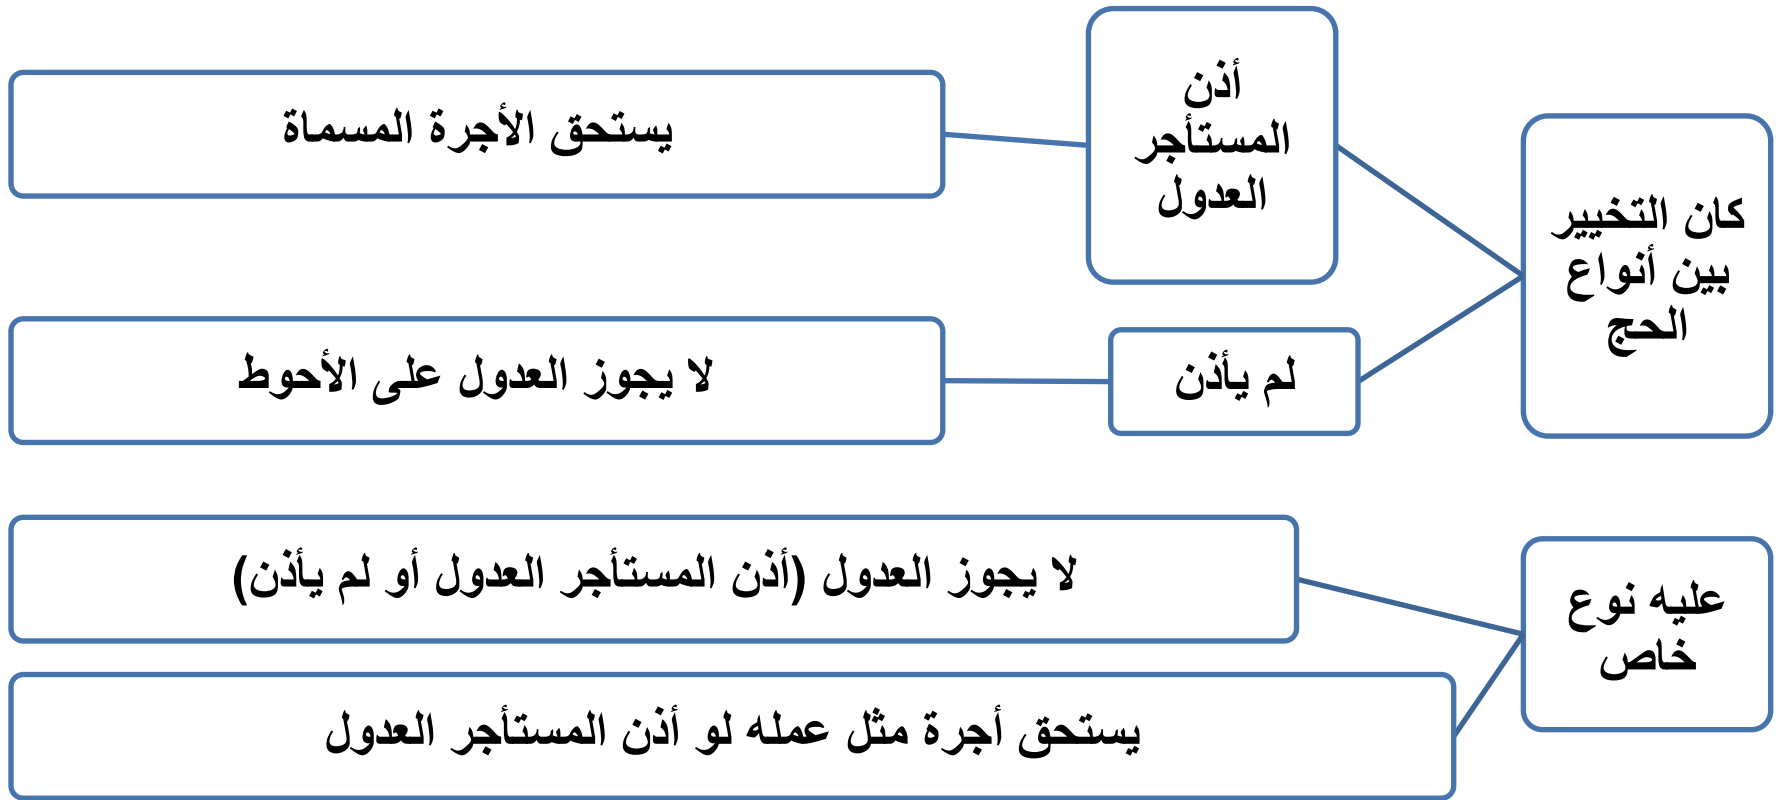 كان التخيير
بين أنواع
الحج
أذن
المستأجر
العدول
يستحق الأجرة المسماة
لم يأذن
لا يجوز العدول على الأحوط
عليه نوع
خاص
لا يجوز العدول (أذن المستأجر العدول أو لم يأذن)
يستحق أجرة مثل عمله لو أذن المستأجر العدول